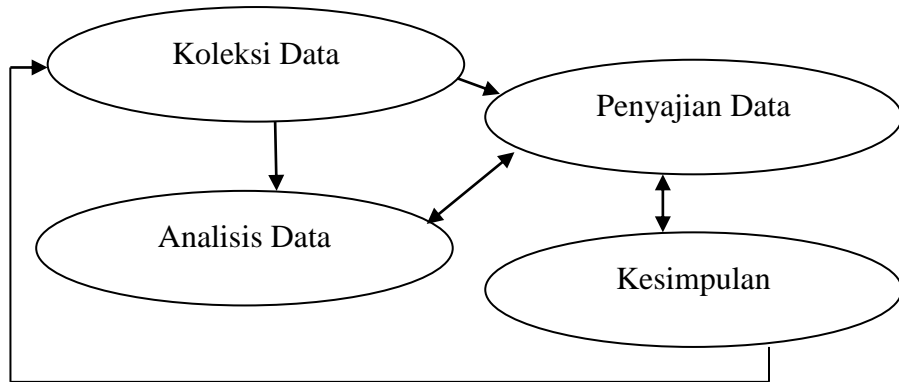 Koleksi Data
Penyajian Data
Analisis Data
Kesimpulan